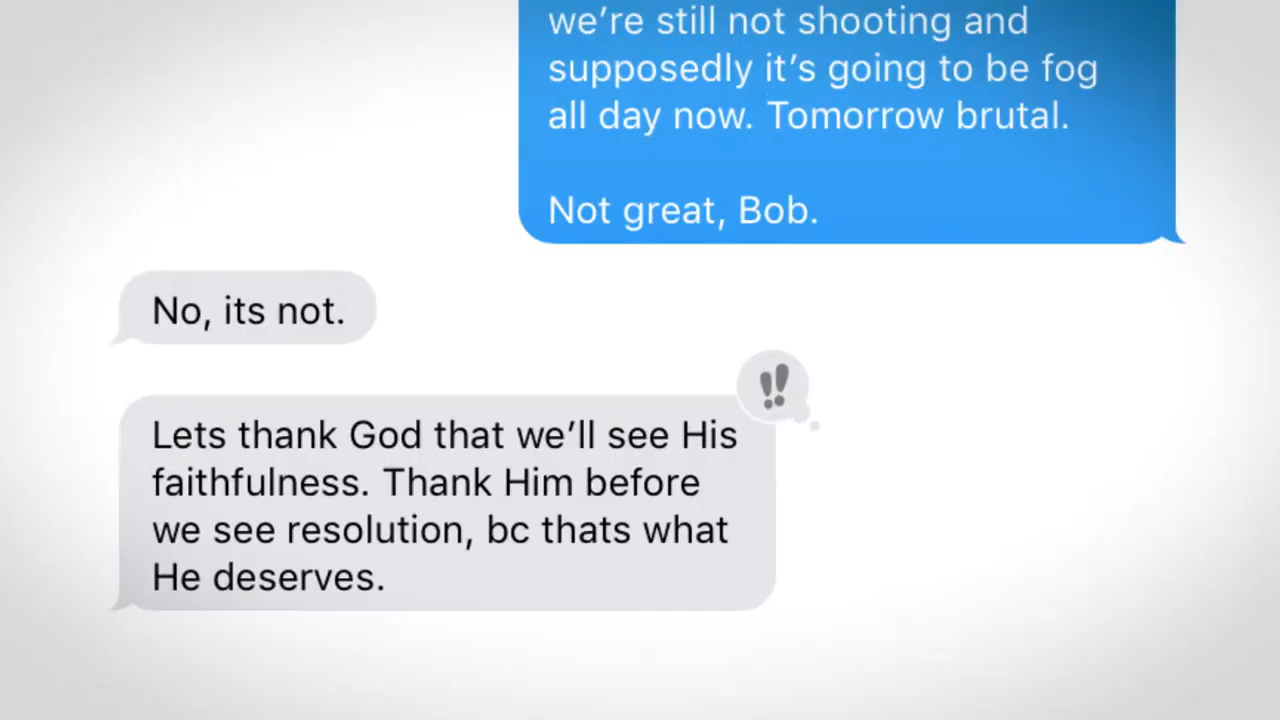 we're still not shooting and
supposedly it's going to be fog
all day now. Tomorrow brutal.
Not great, Bob.
No, its not.
!!
Lets thank God that we'll see His
faithfulness. Thank Him before
we see resolution, bc thats what
He deserves.